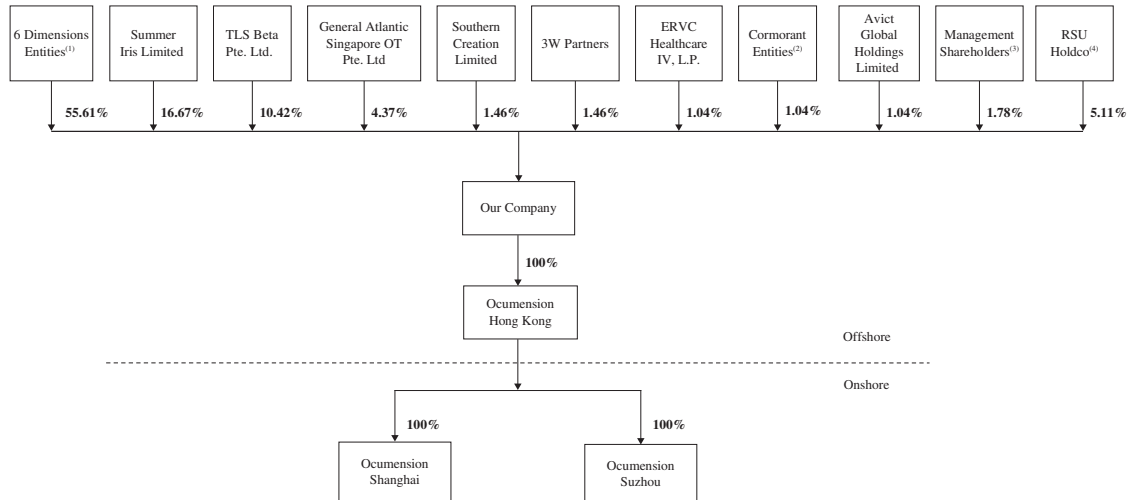 6 Dimensions
Entities(1)
Summer
Iris Limited
TLS Beta
Pte. Ltd.
General Atlantic
Singapore OT
Pte. Ltd
Southern
Creation
Limited
3W Partners
ERVC
Healthcare
IV, L.P.
Cormorant
Entities(2)
Avict
Global
Holdings
Limited
Management
Shareholders(3)
RSU
Holdco(4)
55.61%
16.67%
10.42%
4.37%
1.46%
1.46%
1.04%
1.04%
1.04%
1.78%
5.11%
Our Company
100%
Ocumension
Hong Kong
Offshore
Onshore
100%
100%
Ocumension
Shanghai
Ocumension
Suzhou